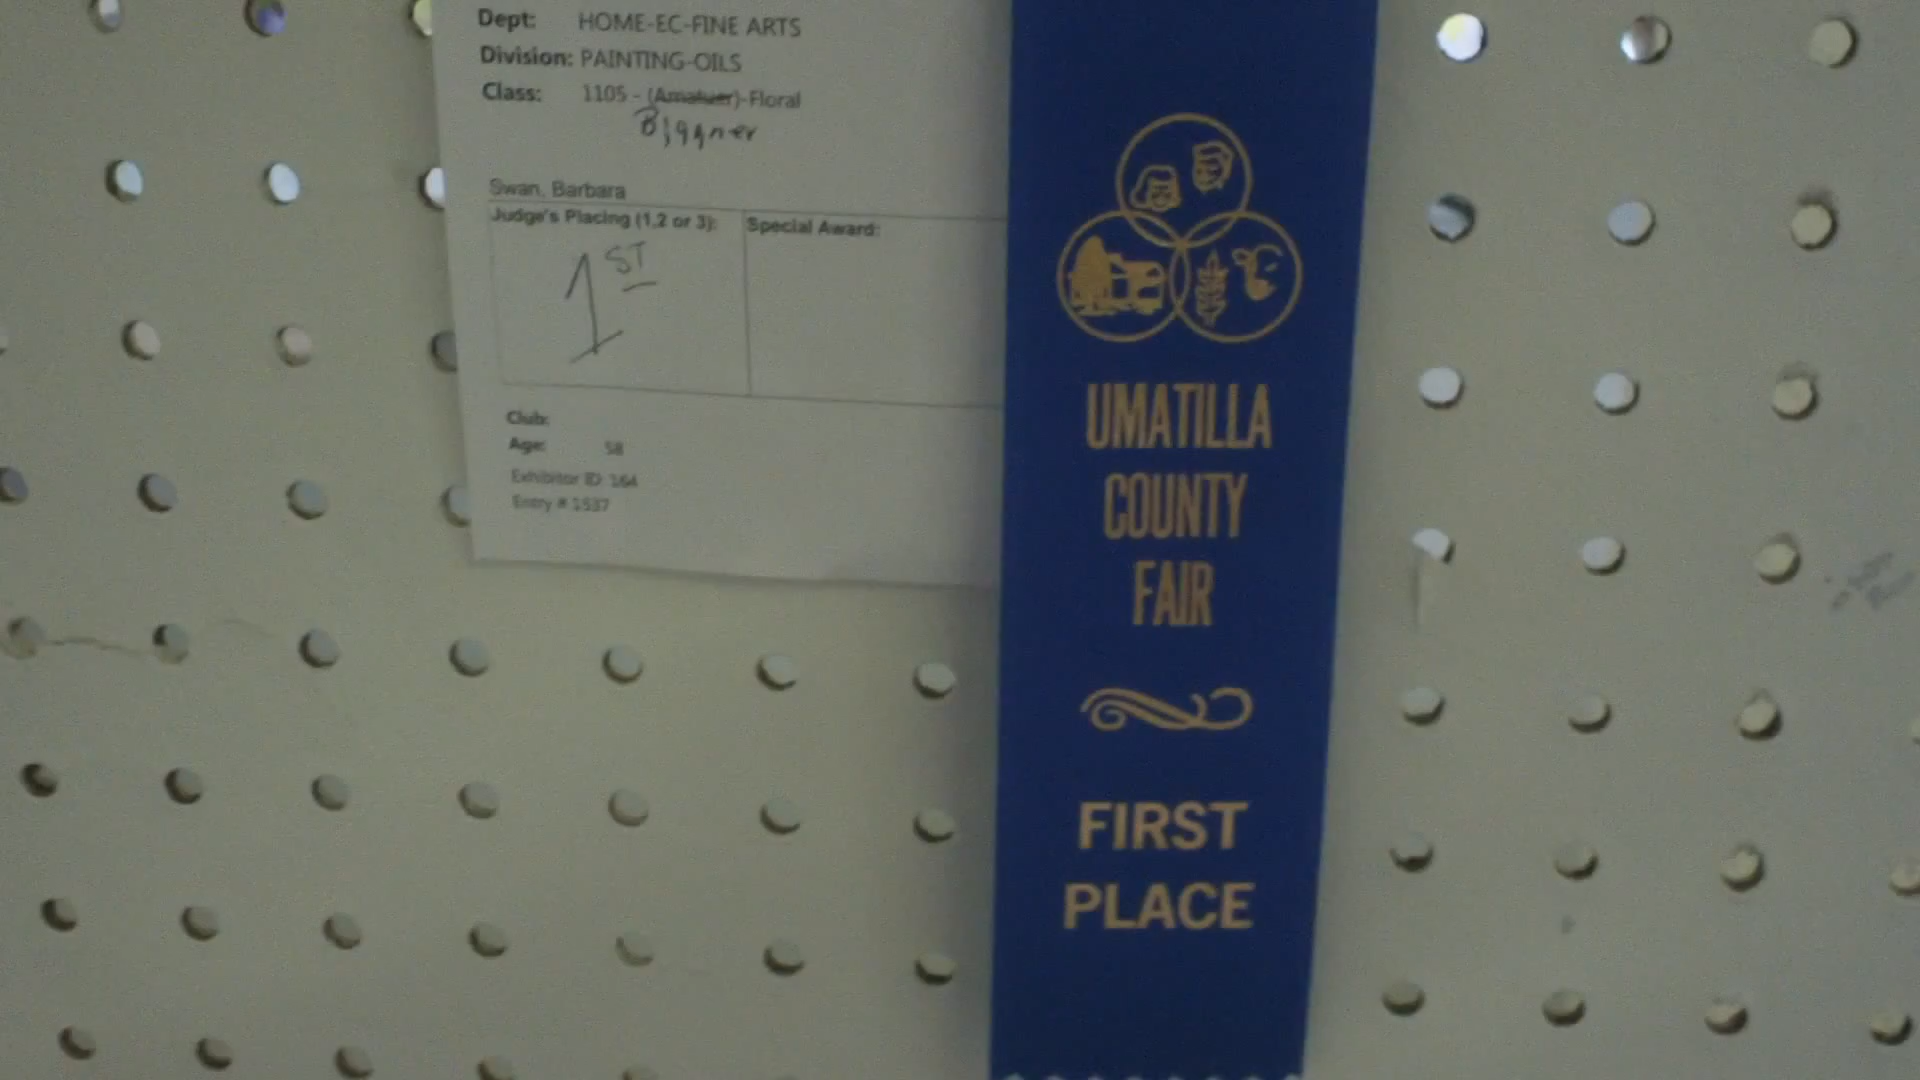 Dept: HOME-EC-FINE ARTS
Division: PAINTING-OILS
Class: 1105 - (Amatuer)-Floral
Biggner
Swan, Barbara
Judge's Placing (1,2 or 3): Special Award:
1ST
Club:
Age: 58
Exhibitor ID: 164
Entry # 1537
UMATILLA
COUNTY
FAIR
FIRST
PLACE